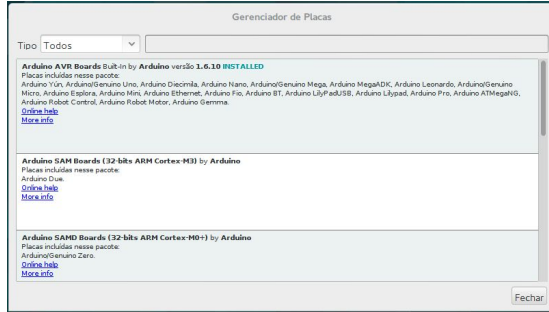 Gerenciador de Placas
Tipo Todos
Arduino AVR Boards Built-In by Arduino versão 1.6.10 INSTALLED
Placas incluídas nesse pacote:
Arduino Yún, Arduino/Genuino Uno, Arduino Diecimila, Arduino Nano, Arduino/Genuino Mega, Arduino MegaADK, Arduino Leonardo, Arduino/Genuino
Micro, Arduino Esplora, Arduino Mini, Arduino Ethernet, Arduino Fio, Arduino BT, Arduino LilyPadUSB, Arduino Lilypad, Arduino Pro, Arduino ATMegaNG,
Arduino Robot Control, Arduino Robot Motor, Arduino Gemma.
Online help
More info
Arduino SAM Boards (32-bits ARM Cortex-M3) by Arduino
Placas incluídas nesse pacote:
Arduino Due.
Online help
More info
Arduino SAMD Boards (32-bits ARM Cortex-M0+) by Arduino
Placas incluídas nesse pacote:
Arduino/Genuino Zero.
Online help
More info
Fechar